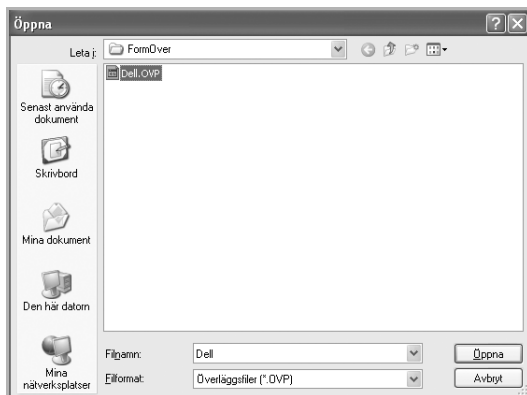 Öppna
Leta i: FormOver
Dell.OVP
Senast använda
dokument
Skrivbord
Mina dokument
Den här datorn
Mina
nätverksplatser
Filnamn: Dell Öppna
Filformat: Överläggsfiler (*.OVP) Avbryt